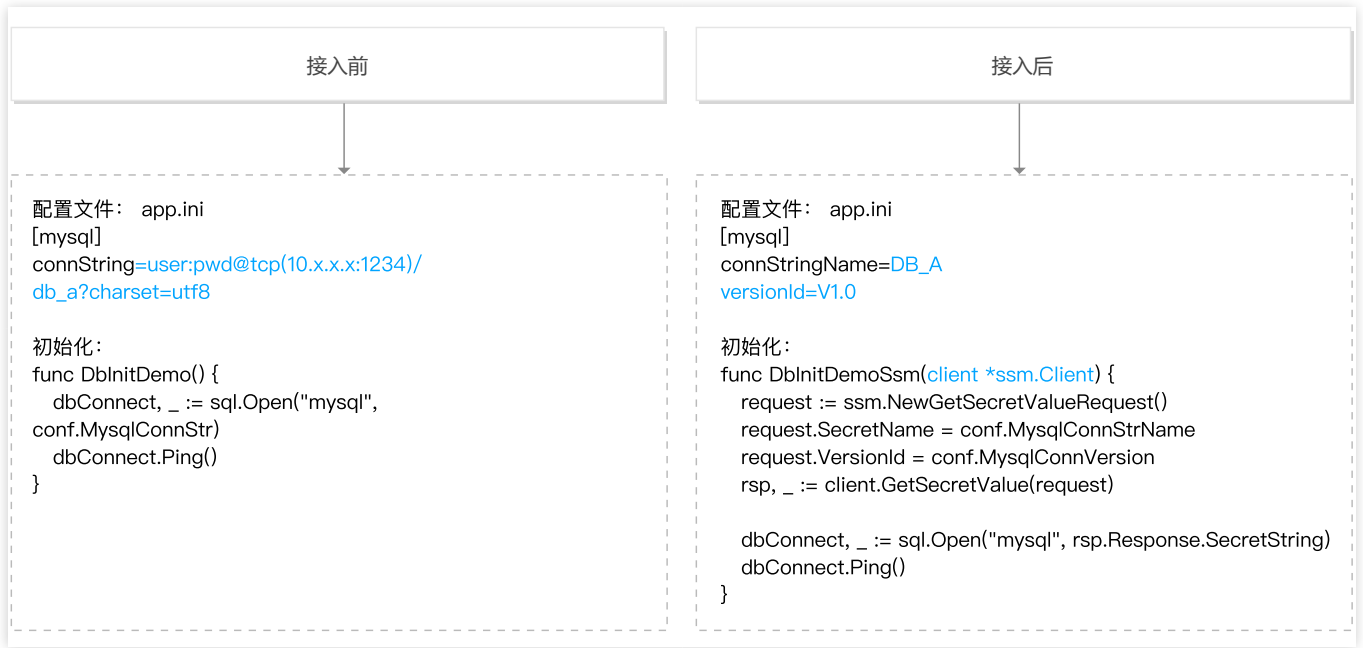 接入前
配置文件： app.ini
[mysql]
connString=user:pwd@tcp(10.x.x.x:1234)/
db_a?charset=utf8
初始化：
func DbInitDemo() {
dbConnect, _ := sql.Open("mysql",
conf.MysqlConnStr)
dbConnect.Ping()
}
接入后
配置文件： app.ini
[mysql]
connStringName=DB_A
versionId=V1.0
初始化：
func DbInitDemoSsm(client *ssm.Client) {
request := ssm.NewGetSecretValueRequest()
request.SecretName = conf.MysqlConnStrName
request.VersionId = conf.MysqlConnVersion
rsp, _ := client.GetSecretValue(request)
dbConnect, _ := sql.Open("mysql", rsp.Response.SecretString)
dbConnect.Ping()
}